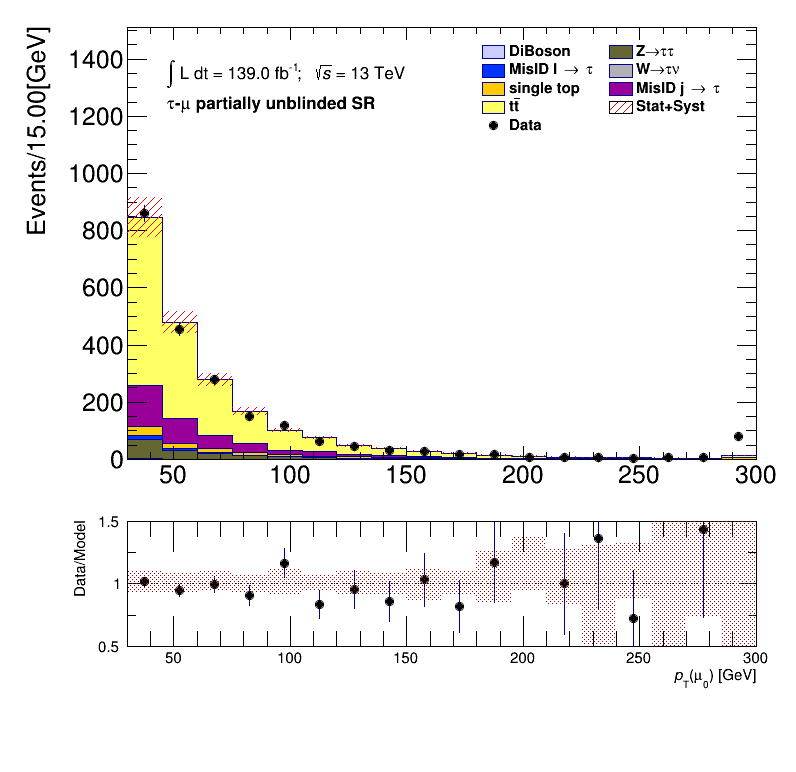 ∫ L dt = 139.0 fb⁻¹; √s = 13 TeV
τ-μ partially unblinded SR
DiBoson
MisID l → τ
single top
tt̄
Data
Z→ττ
W→τν
MisID j → τ
Stat+Syst
Events/15.00[GeV]
1400
1200
1000
800
600
400
200
0
50 100 150 200 250 300
Data/Model
1.5
1
0.5
50 100 150 200 250 300
p_T(μ_0) [GeV]